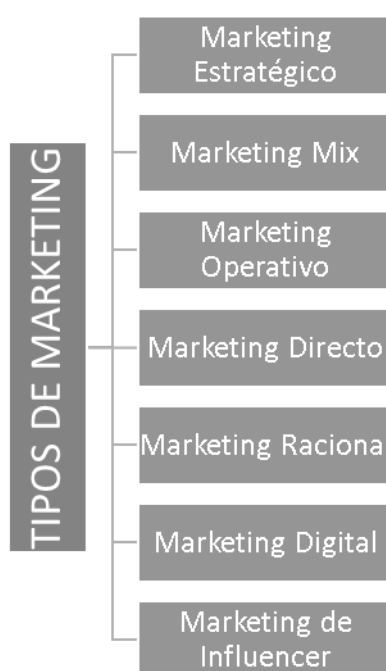 TIPOS DE MARKETING
Marketing
Estratégico
Marketing Mix
Marketing
Operativo
Marketing Directo
Marketing Raciona
Marketing Digital
Marketing de
Influencer